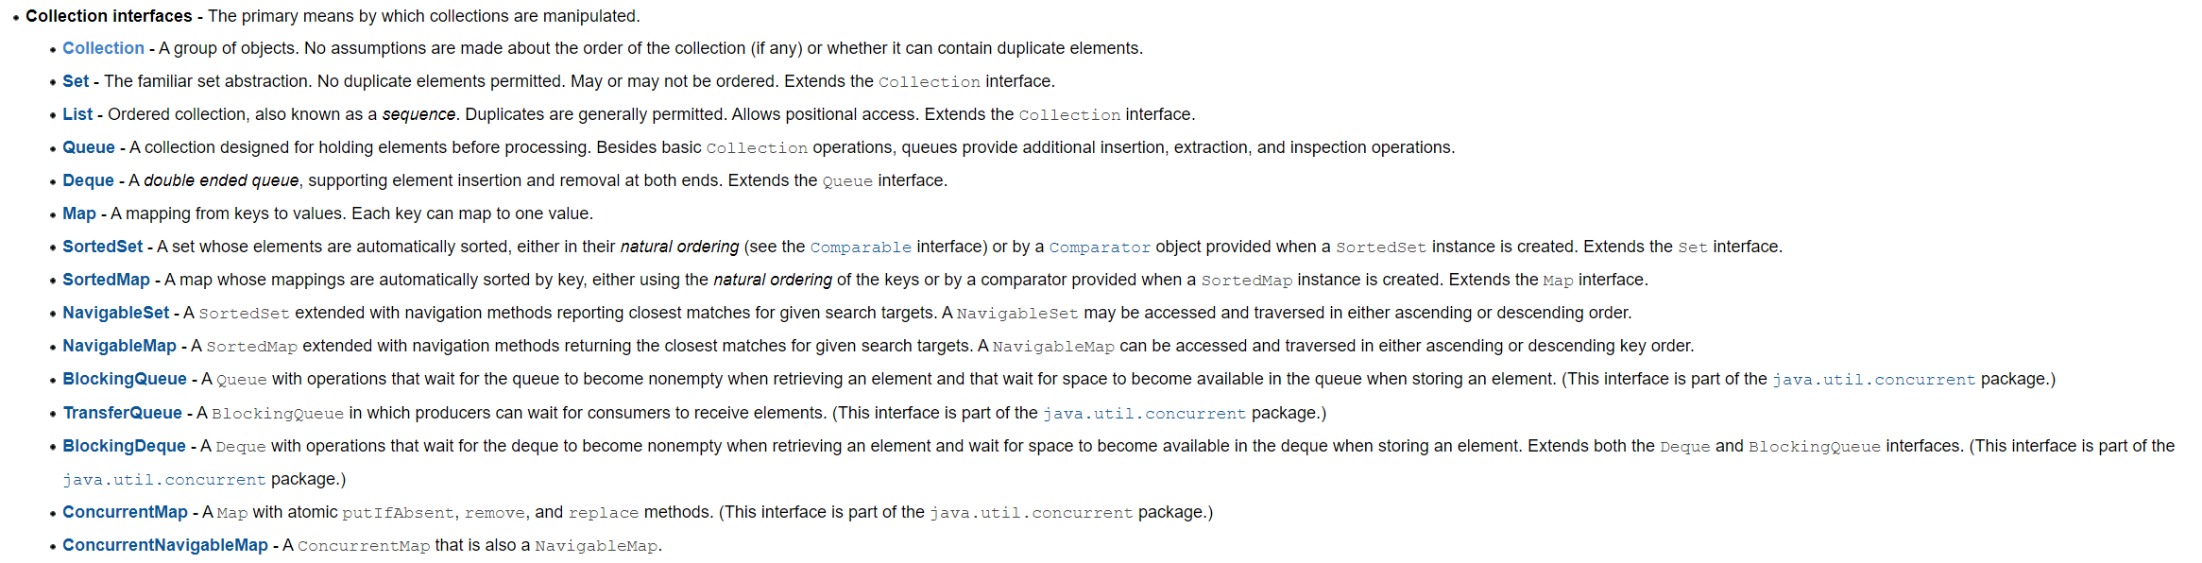 • Collection interfaces - The primary means by which collections are manipulated.
• Collection - A group of objects. No assumptions are made about the order of the collection (if any) or whether it can contain duplicate elements.
• Set - The familiar set abstraction. No duplicate elements permitted. May or may not be ordered. Extends the Collection interface.
• List - Ordered collection, also known as a sequence. Duplicates are generally permitted. Allows positional access. Extends the Collection interface.
• Queue - A collection designed for holding elements before processing. Besides basic Collection operations, queues provide additional insertion, extraction, and inspection operations.
• Deque - A double ended queue, supporting element insertion and removal at both ends. Extends the Queue interface.
• Map - A mapping from keys to values. Each key can map to one value.
• SortedSet - A set whose elements are automatically sorted, either in their natural ordering (see the Comparable interface) or by a Comparator object provided when a SortedSet instance is created. Extends the Set interface.
• SortedMap - A map whose mappings are automatically sorted by key, either using the natural ordering of the keys or by a comparator provided when a SortedMap instance is created. Extends the Map interface.
• NavigableSet - A SortedSet extended with navigation methods reporting closest matches for given search targets. A NavigableSet may be accessed and traversed in either ascending or descending order.
• NavigableMap - A SortedMap extended with navigation methods returning the closest matches for given search targets. A NavigableMap can be accessed and traversed in either ascending or descending key order.
• BlockingQueue - A Queue with operations that wait for the queue to become nonempty when retrieving an element and that wait for space to become available in the queue when storing an element. (This interface is part of the java.util.concurrent package.)
• TransferQueue - A BlockingQueue in which producers can wait for consumers to receive elements. (This interface is part of the java.util.concurrent package.)
• BlockingDeque - A Deque with operations that wait for the deque to become nonempty when retrieving an element and wait for space to become available in the deque when storing an element. Extends both the Deque and BlockingQueue interfaces. (This interface is part of the
java.util.concurrent package.)
• ConcurrentMap - A Map with atomic putIfAbsent, remove, and replace methods. (This interface is part of the java.util.concurrent package.)
• ConcurrentNavigableMap - A ConcurrentMap that is also a NavigableMap.